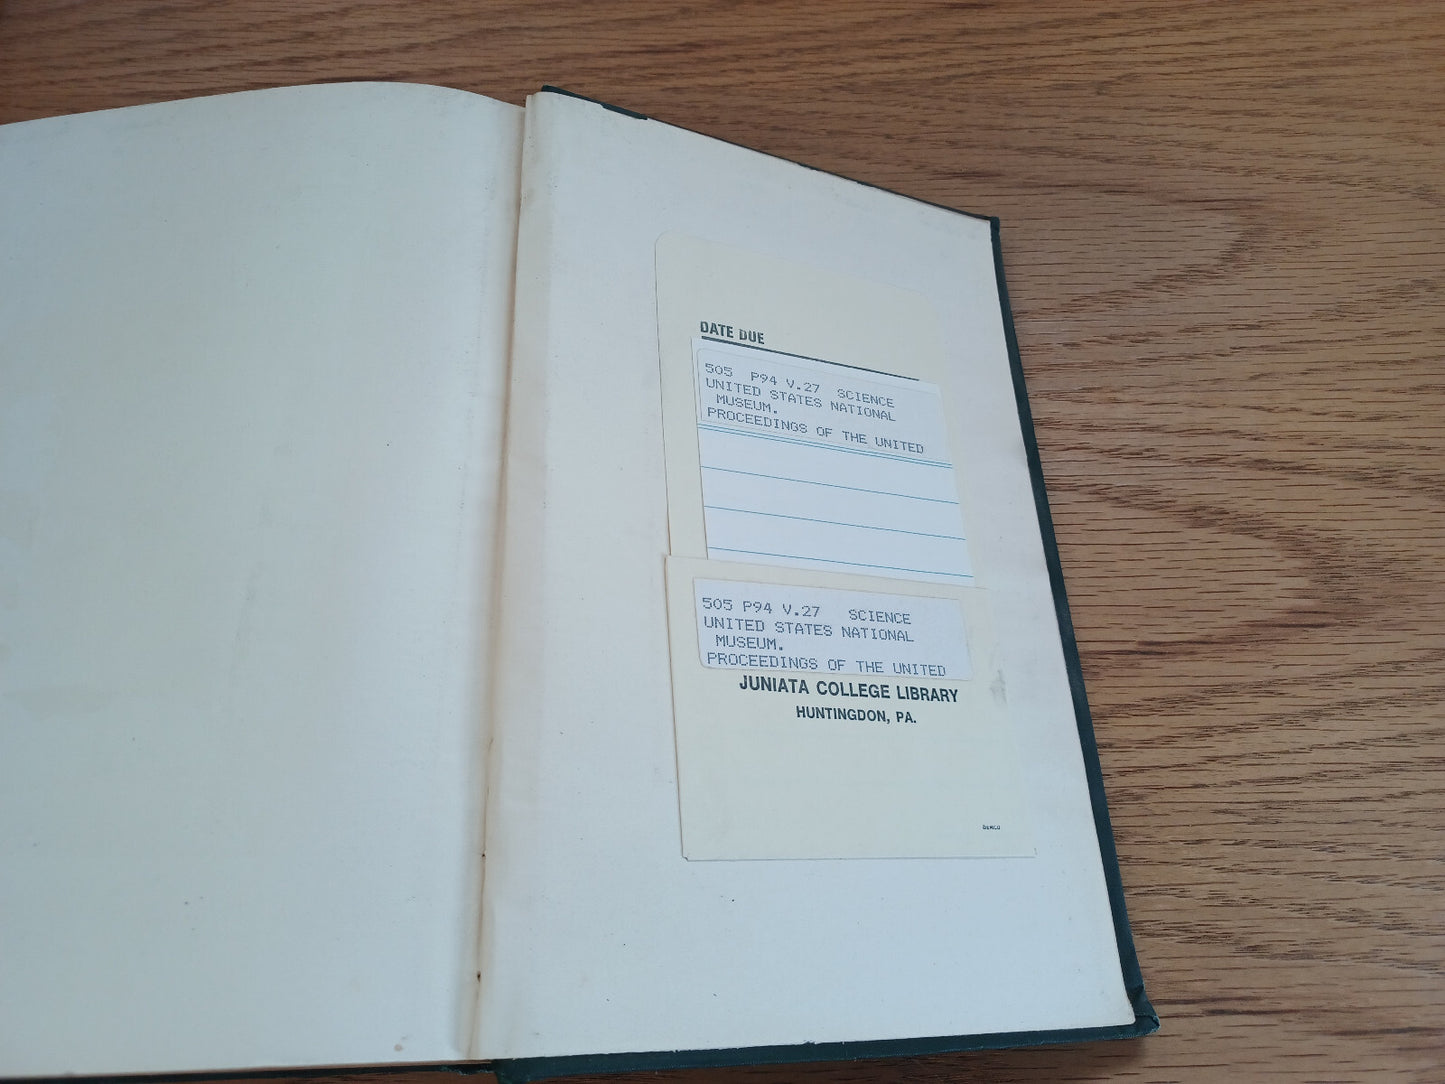 DATE DUE
505 P94 V.27 SCIENCE
UNITED STATES NATIONAL
MUSEUM.
PROCEEDINGS OF THE UNITED
505 P94 V.27 SCIENCE
UNITED STATES NATIONAL
MUSEUM.
PROCEEDINGS OF THE UNITED
JUNIATA COLLEGE LIBRARY
HUNTINGDON, PA.
DEMCO